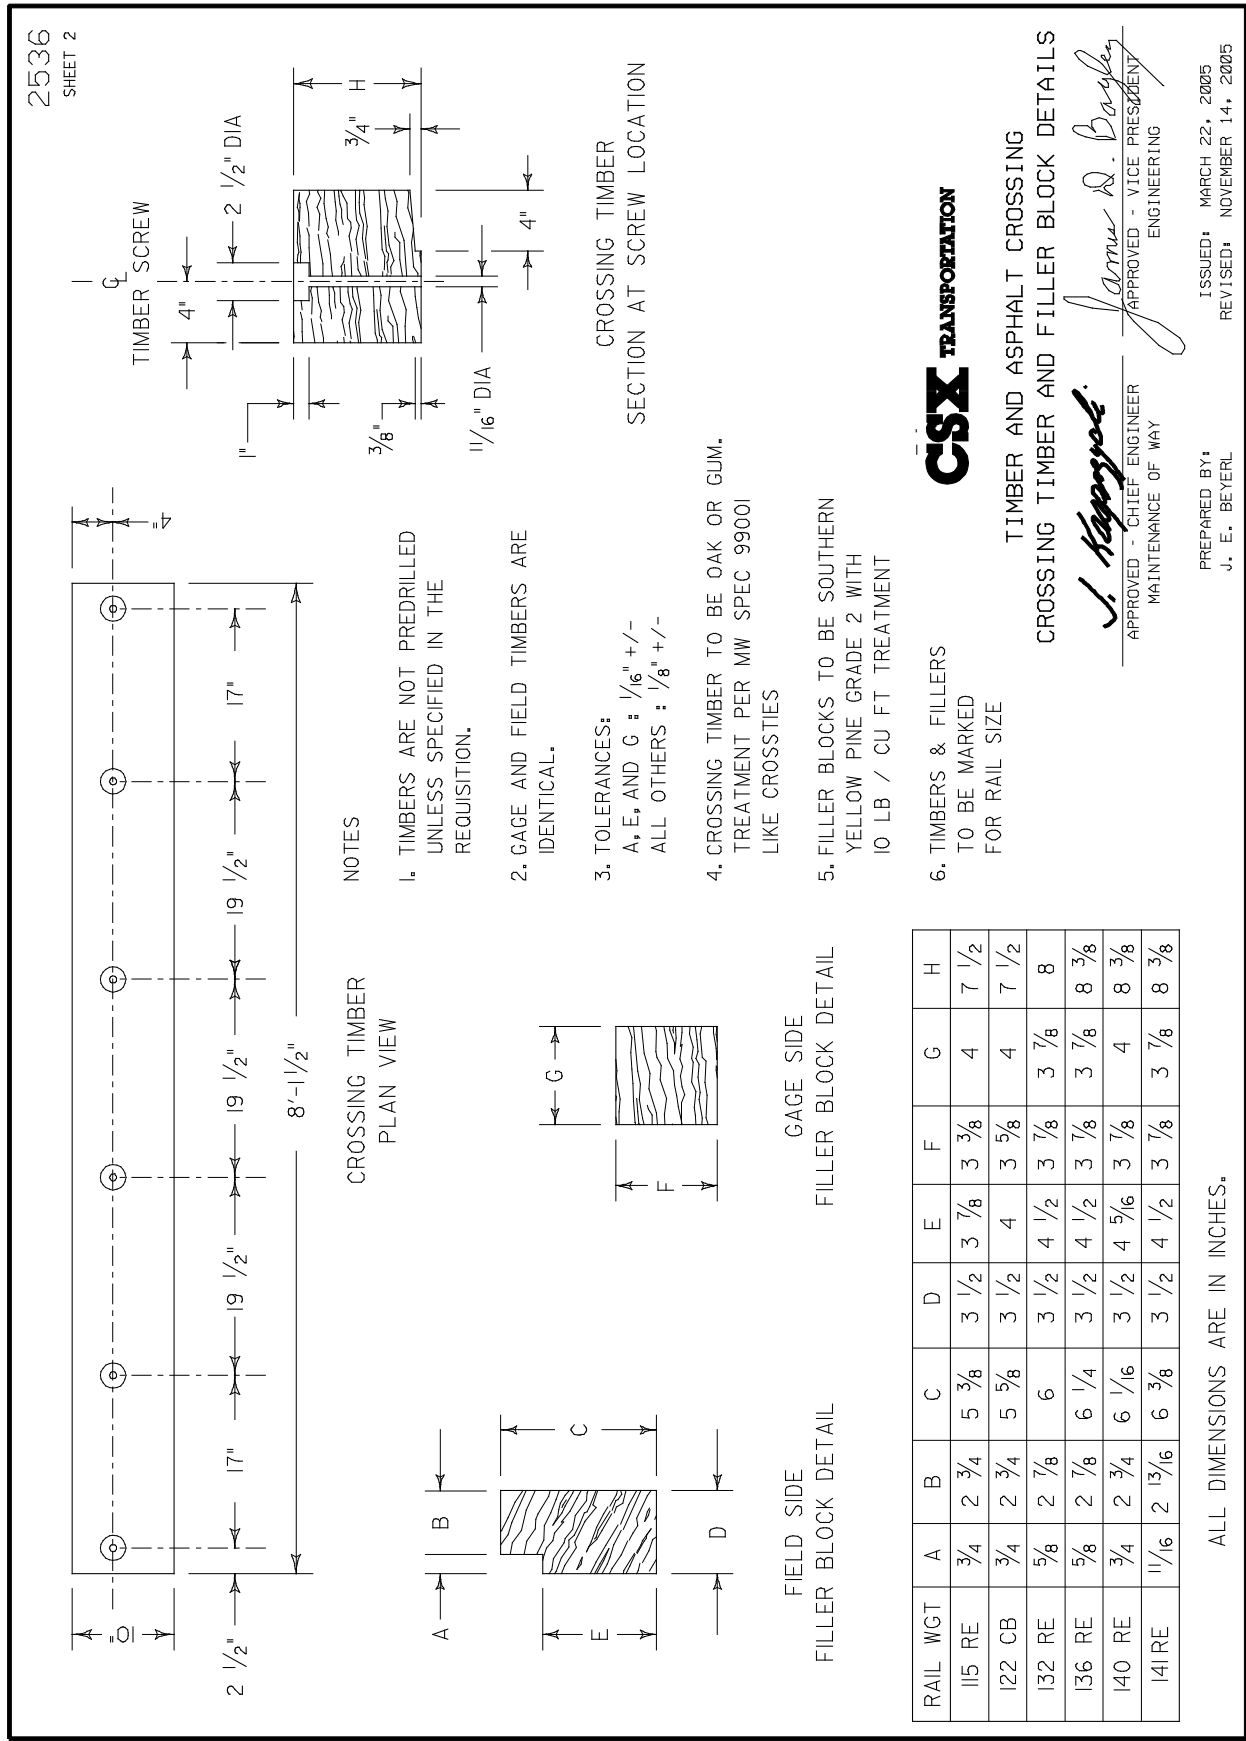 2536
SHEET 2
10"
4"
2 1/2"
17"
19 1/2"
19 1/2"
19 1/2"
17"
8'-1 1/2"
CROSSING TIMBER
PLAN VIEW
TIMBER SCREW
CL
4"
2 1/2" DIA
1"
H
3/4"
3/8"
4"
11/16" DIA
CROSSING TIMBER
SECTION AT SCREW LOCATION
A
B
C
E
D
FIELD SIDE
FILLER BLOCK DETAIL
G
F
GAGE SIDE
FILLER BLOCK DETAIL
NOTES
1. TIMBERS ARE NOT PREDRILLED
UNLESS SPECIFIED IN THE
REQUISITION.
2. GAGE AND FIELD TIMBERS ARE
IDENTICAL.
3. TOLERANCES:
A, E, AND G : 1/16" +/-
ALL OTHERS : 1/8" +/-
4. CROSSING TIMBER TO BE OAK OR GUM.
TREATMENT PER MW SPEC 99001
LIKE CROSSTIES
5. FILLER BLOCKS TO BE SOUTHERN
YELLOW PINE GRADE 2 WITH
10 LB / CU FT TREATMENT
6. TIMBERS & FILLERS
TO BE MARKED
FOR RAIL SIZE
RAIL WGT A B C D E F G H
115 RE 3/4 2 3/4 5 3/8 3 1/2 3 7/8 3 3/8 4 7 1/2
122 CB 3/4 2 3/4 5 5/8 3 1/2 4 3 5/8 4 7 1/2
132 RE 5/8 2 7/8 6 3 1/2 4 1/2 3 7/8 3 7/8 8
136 RE 5/8 2 7/8 6 1/4 3 1/2 4 1/2 3 7/8 3 7/8 8 3/8
140 RE 3/4 2 3/4 6 1/16 3 1/2 4 5/16 3 7/8 4 8 3/8
141 RE 11/16 2 13/16 6 3/8 3 1/2 4 1/2 3 7/8 3 7/8 8 3/8
ALL DIMENSIONS ARE IN INCHES.
CSX TRANSPORTATION
TIMBER AND ASPHALT CROSSING
CROSSING TIMBER AND FILLER BLOCK DETAILS
James D. Bagley
APPROVED - CHIEF ENGINEER
MAINTENANCE OF WAY
APPROVED - VICE PRESIDENT
ENGINEERING
PREPARED BY:
J. E. BEYERL
ISSUED: MARCH 22, 2005
REVISED: NOVEMBER 14, 2005